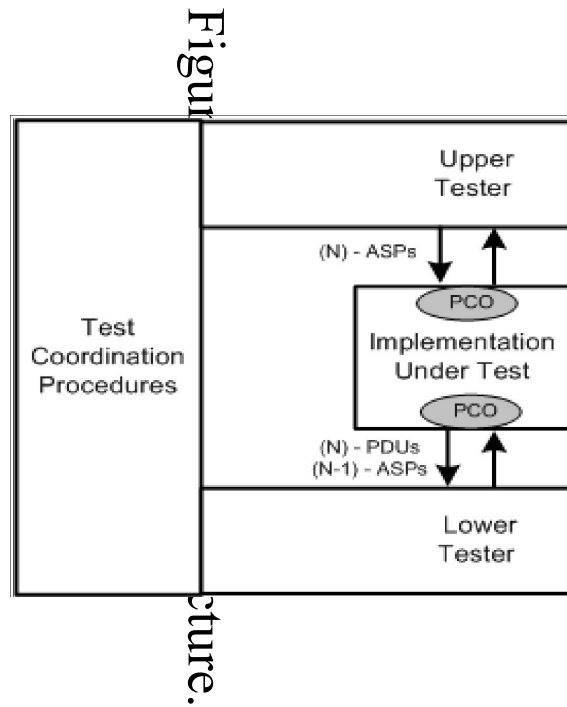 Upper
Tester
(N) - ASPs
PCO
Test
Coordination
Procedures
Implementation
Under Test
PCO
(N) - PDUs
(N-1) - ASPs
Lower
Tester